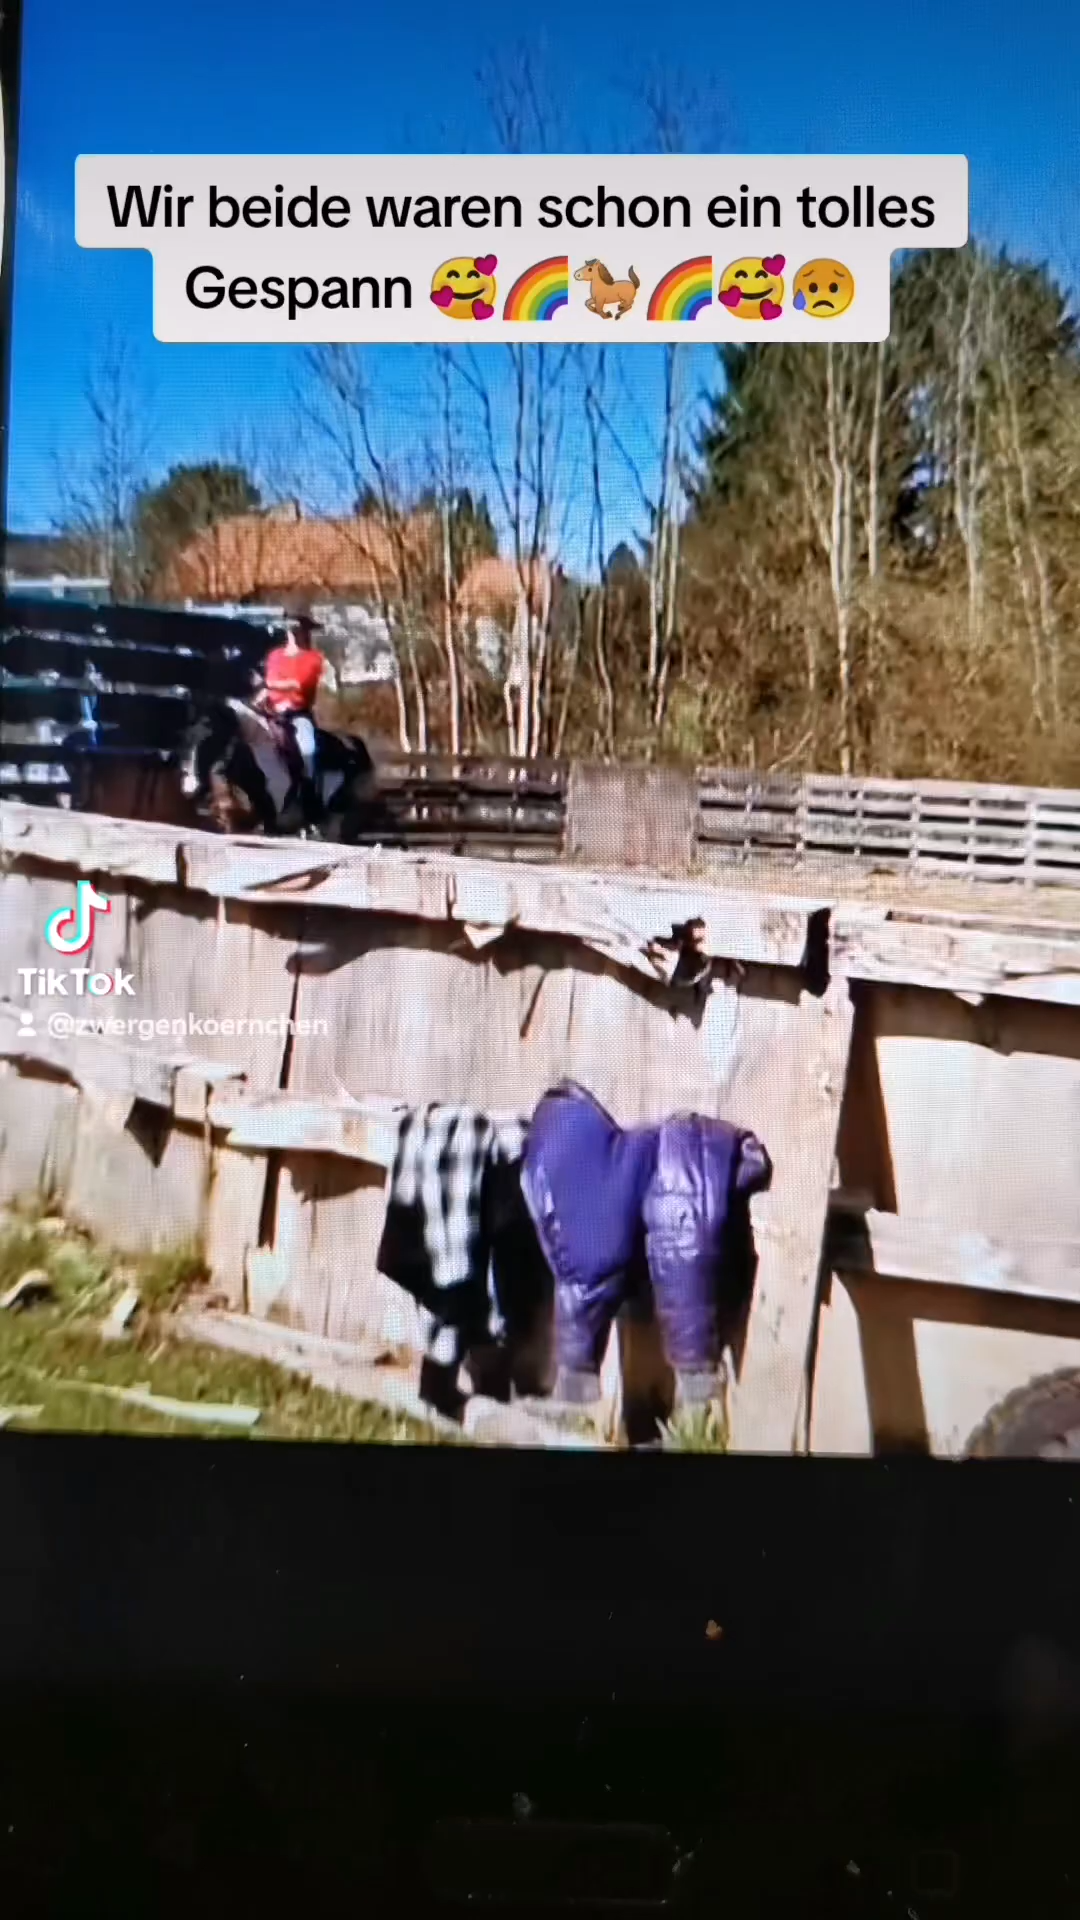 Wir beide waren schon ein tolles
Gespann 🥰🌈🐎🌈🥰😥
TikTok
@zwergenkoernchen